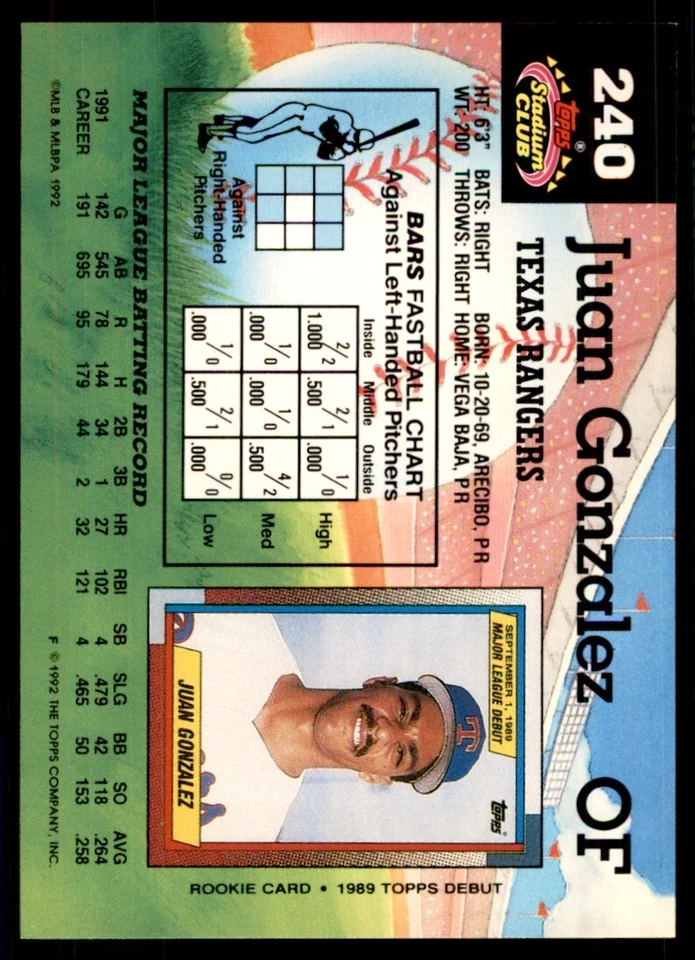 240
Juan Gonzalez OF
TOPPS®
Stadium
CLUB
TEXAS RANGERS
HT: 6'3" BATS: RIGHT BORN: 10-20-69, ARECIBO, P R
WT: 200 THROWS: RIGHT HOME: VEGA BAJA, P R
BARS FASTBALL CHART
Against Left-Handed Pitchers
Inside Middle Outside
2/2 1.000 2/1 .500 1/0 .000 High
1/0 .000 1/0 .000 4/2 .500 Med
1/0 .000 2/1 .500 0/0 .000 Low
Against
Right-Handed
Pitchers
SEPTEMBER 1, 1989
MAJOR LEAGUE DEBUT
topps®
T
JUAN GONZALEZ
ROOKIE CARD • 1989 TOPPS DEBUT
MAJOR LEAGUE BATTING RECORD
G AB R H 2B 3B HR RBI SB SLG BB SO AVG
1991 142 545 78 144 34 1 27 102 4 .479 42 118 .264
CAREER 191 695 95 179 44 2 32 121 4 .465 50 153 .258
©MLB & MLBPA 1992
F © 1992 THE TOPPS COMPANY, INC.